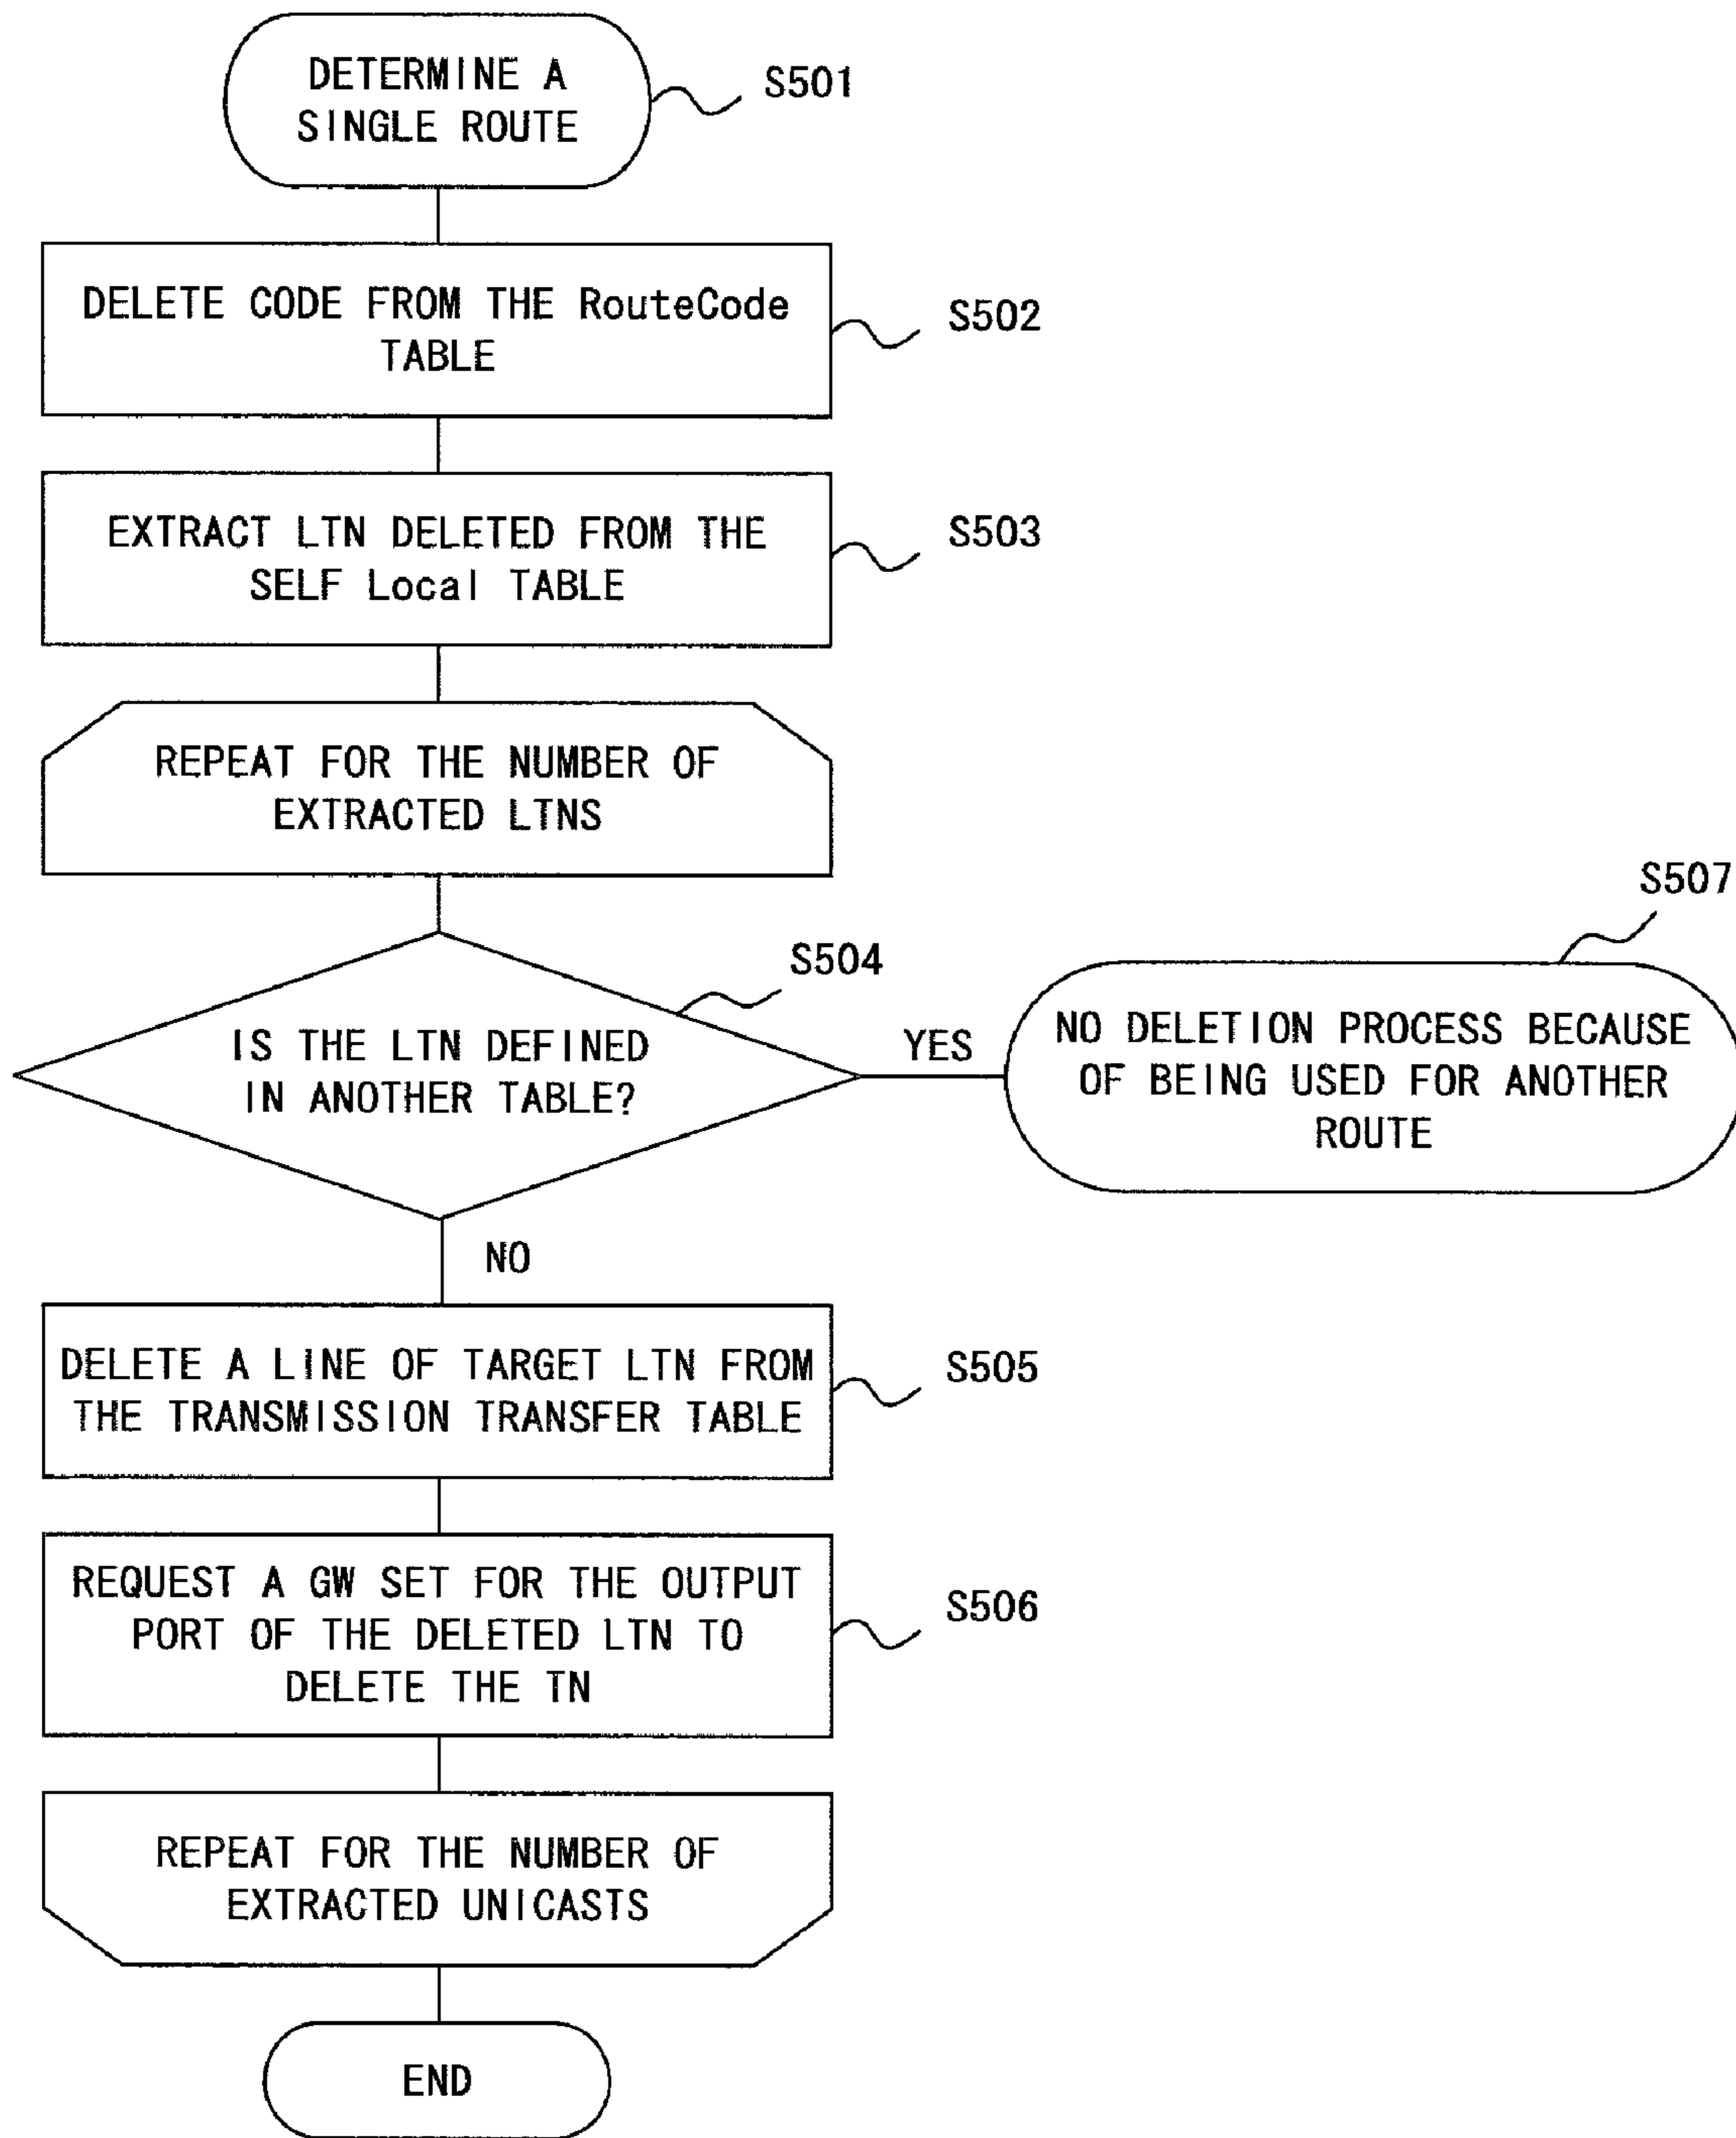 DETERMINE A
SINGLE ROUTE
S501
DELETE CODE FROM THE RouteCode
TABLE
S502
EXTRACT LTN DELETED FROM THE
SELF Local TABLE
S503
REPEAT FOR THE NUMBER OF
EXTRACTED LTNS
S504
IS THE LTN DEFINED
IN ANOTHER TABLE?
YES
S507
NO DELETION PROCESS BECAUSE
OF BEING USED FOR ANOTHER
ROUTE
NO
DELETE A LINE OF TARGET LTN FROM
THE TRANSMISSION TRANSFER TABLE
S505
REQUEST A GW SET FOR THE OUTPUT
PORT OF THE DELETED LTN TO
DELETE THE TN
S506
REPEAT FOR THE NUMBER OF
EXTRACTED UNICASTS
END